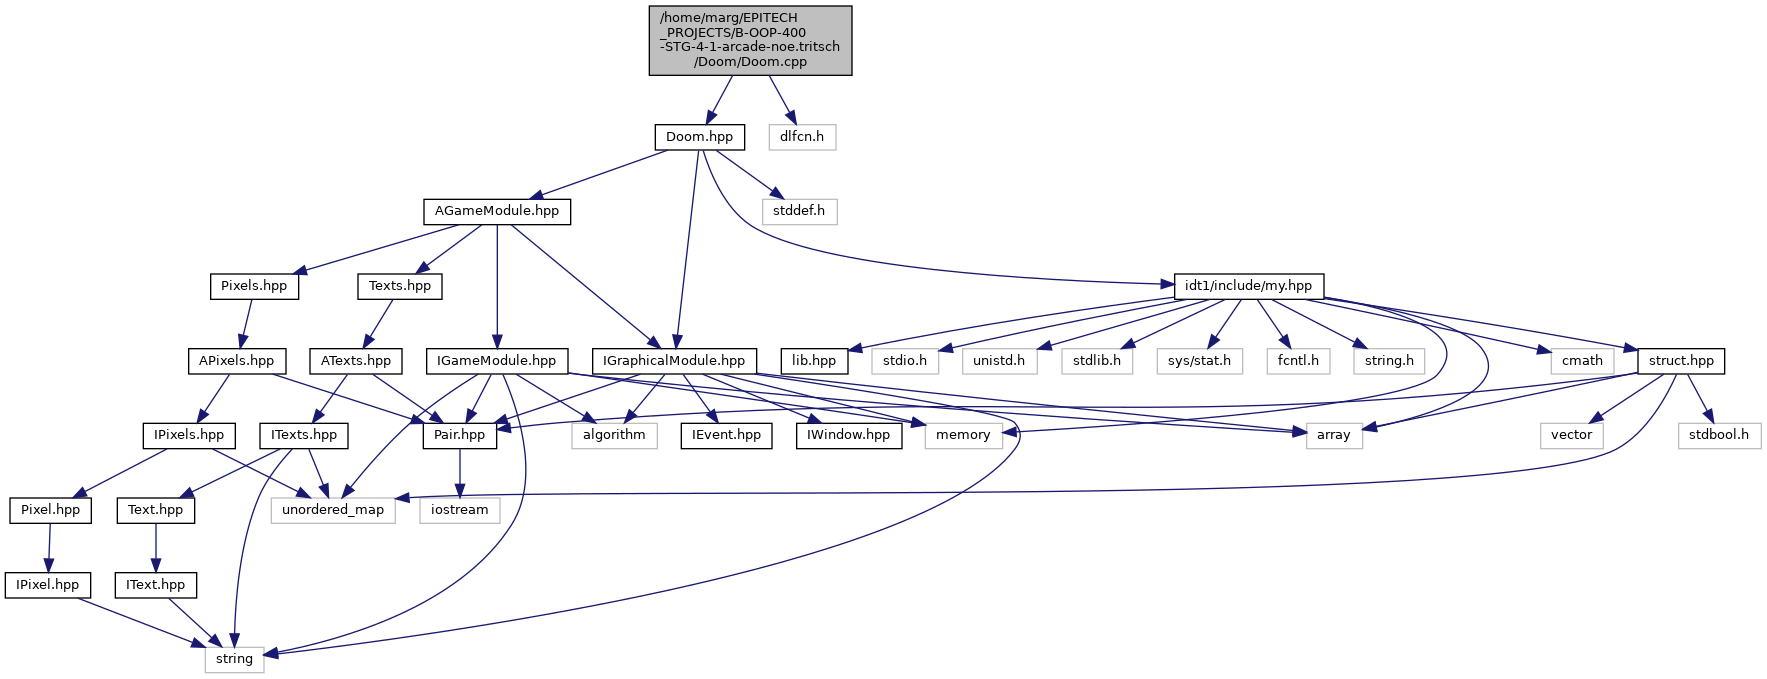 /home/marg/EPITECH
_PROJECTS/B-OOP-400
-STG-4-1-arcade-noe.tritsch
/Doom/Doom.cpp
Doom.hpp
dlfcn.h
AGameModule.hpp
stddef.h
Pixels.hpp
Texts.hpp
idt1/include/my.hpp
APixels.hpp
ATexts.hpp
IGameModule.hpp
IGraphicalModule.hpp
lib.hpp
stdio.h
unistd.h
stdlib.h
sys/stat.h
fcntl.h
string.h
cmath
struct.hpp
IPixels.hpp
ITexts.hpp
Pair.hpp
algorithm
IEvent.hpp
IWindow.hpp
memory
array
vector
stdbool.h
Pixel.hpp
Text.hpp
unordered_map
iostream
IPixel.hpp
IText.hpp
string